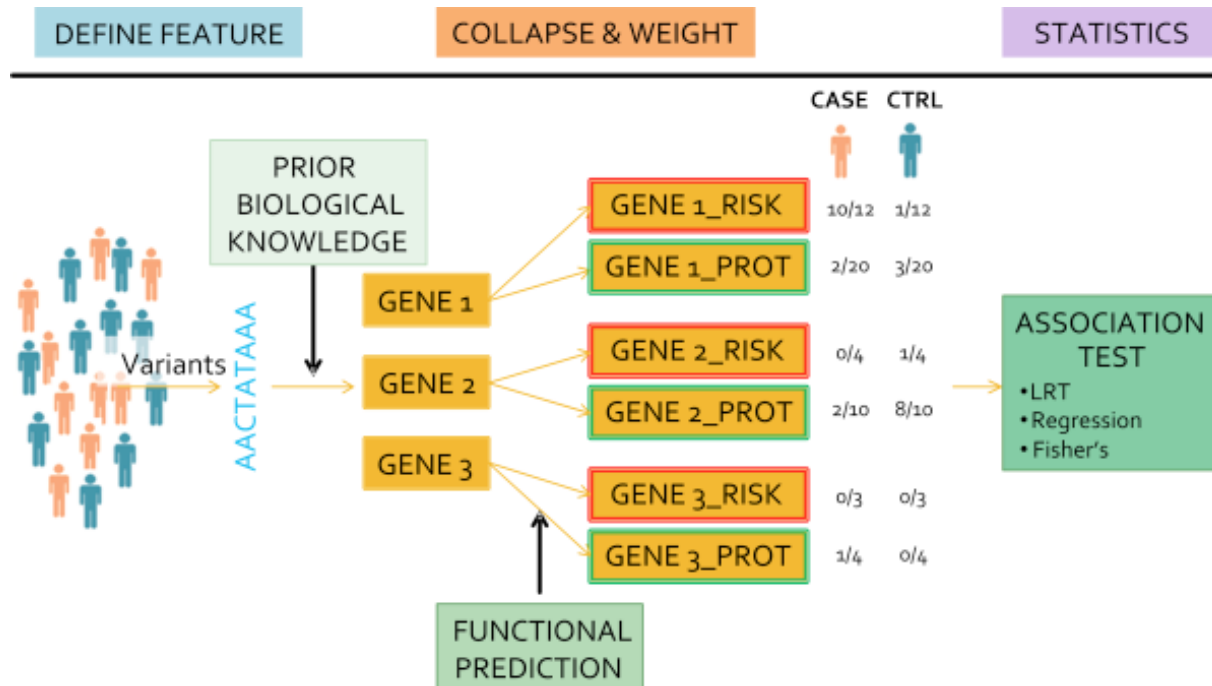 DEFINE FEATURE
COLLAPSE & WEIGHT
STATISTICS
CASE CTRL
PRIOR
BIOLOGICAL
KNOWLEDGE
GENE 1_RISK 10/12 1/12
GENE 1_PROT 2/20 3/20
GENE 1
Variants
AACTATAAA
GENE 2
GENE 2_RISK 0/4 1/4
GENE 2_PROT 2/10 8/10
GENE 3
GENE 3_RISK 0/3 0/3
GENE 3_PROT 1/4 0/4
FUNCTIONAL
PREDICTION
ASSOCIATION
TEST
•LRT
•Regression
•Fisher's